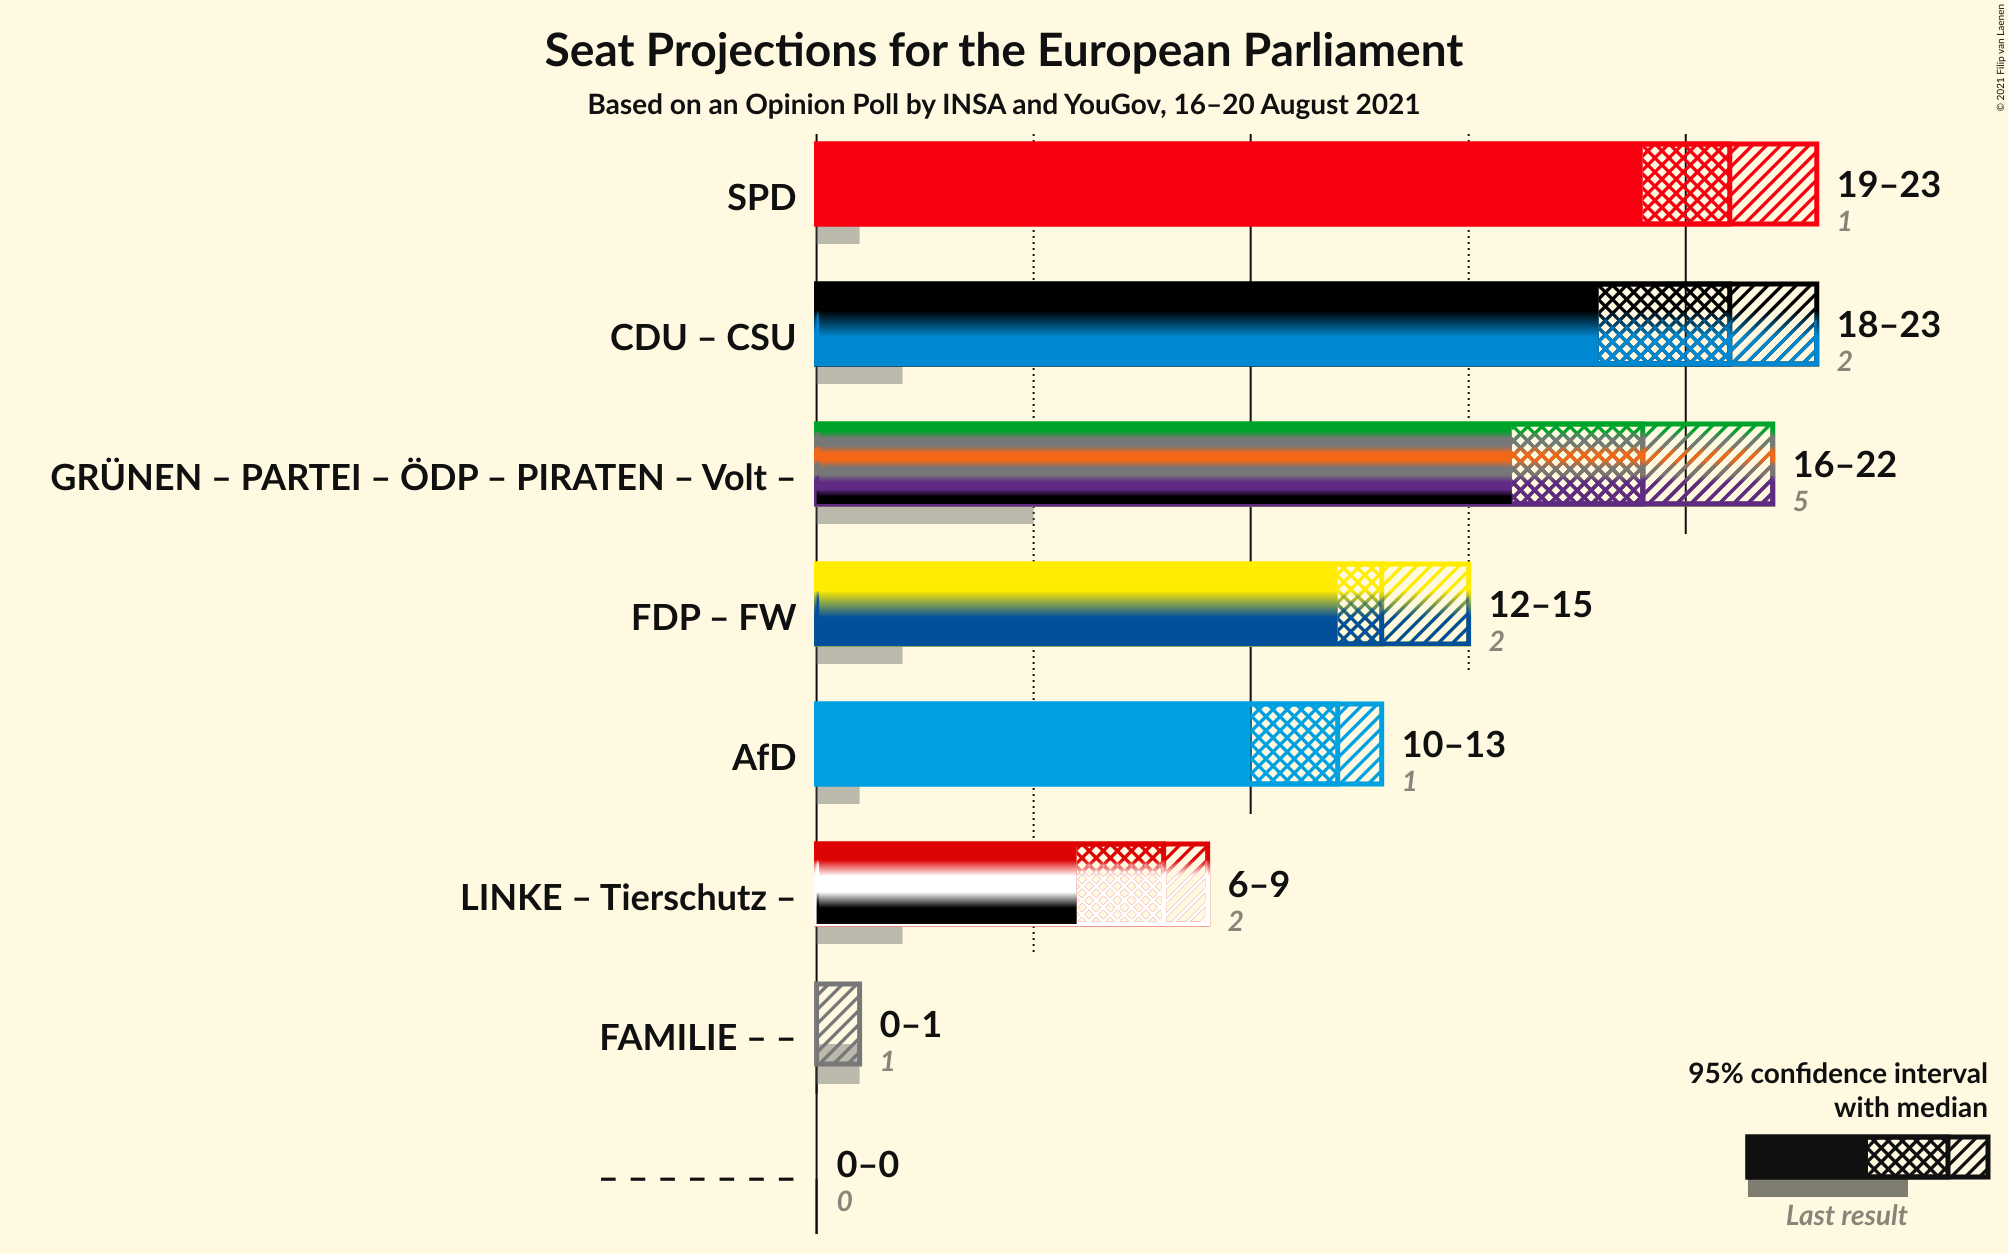 Seat Projections for the European Parliament
Based on an Opinion Poll by INSA and YouGov, 16–20 August 2021
© 2021 Filip van Laenen
SPD
19–23
1
CDU – CSU
18–23
2
GRÜNEN – PARTEI – ÖDP – PIRATEN – Volt –
16–22
5
FDP – FW
12–15
2
AfD
10–13
1
LINKE – Tierschutz –
6–9
2
FAMILIE – –
0–1
1
– – – – – – –
0–0
0
95% confidence interval
with median
Last result